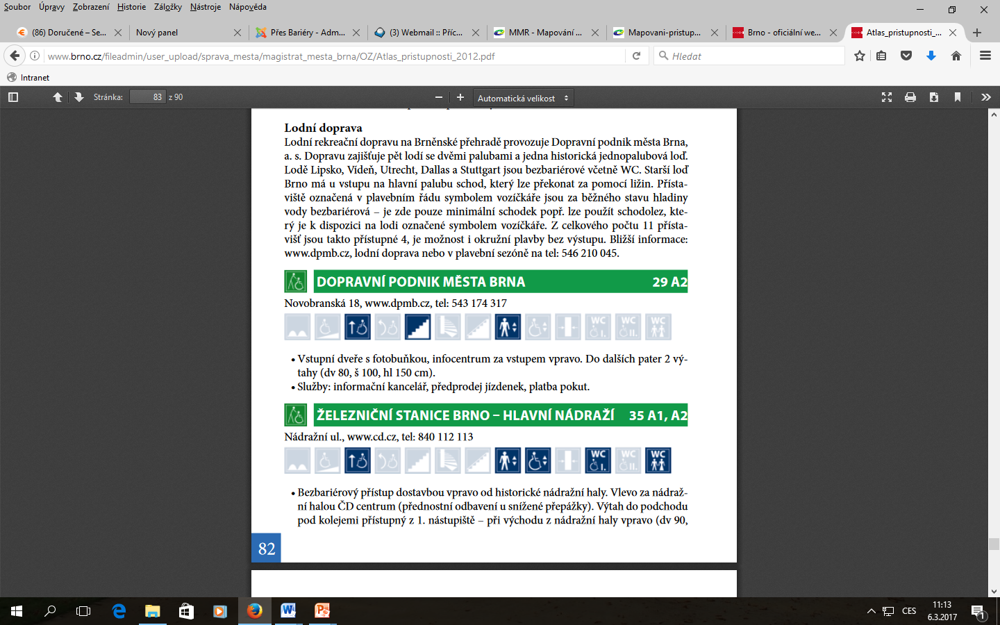 Soubor Úpravy Zobrazení Historie Záložky Nástroje Nápověda
(86) Doručené – Se... Nový panel Přes Bariéry - Adm... (3) Webmail :: Příc... MMR - Mapování ... Mapovani-pristup... Brno - oficiální we... Atlas_pristupnosti_...
www.brno.cz/fileadmin/user_upload/sprava_mesta/magistrat_mesta_brna/OZ/Atlas_pristupnosti_2012.pdf Hledat
Intranet
Stránka: 83 z 90 Automatická velikost
Lodní doprava
Lodní rekreační dopravu na Brněnské přehradě provozuje Dopravní podnik města Brna,
a. s. Dopravu zajišťuje pět lodí se dvěmi palubami a jedna historická jednopalubová loď.
Lodě Lipsko, Vídeň, Utrecht, Dallas a Stuttgart jsou bezbariérové včetně WC. Starší loď
Brno má u vstupu na hlavní palubu schod, který lze překonat za pomocí ližin. Přísta-
viště označená v plavebním řádu symbolem vozíčkáře jsou za běžného stavu hladiny
vody bezbariérová – je zde pouze minimální schodek popř. lze použít schodolez, kte-
rý je k dispozici na lodi označené symbolem vozíčkáře. Z celkového počtu 11 přísta-
višť jsou takto přístupné 4, je možnost i okružní plavby bez výstupu. Bližší informace:
www.dpmb.cz, lodní doprava nebo v plavební sezóně na tel: 546 210 045.
DOPRAVNÍ PODNIK MĚSTA BRNA 29 A2
Novobranská 18, www.dpmb.cz, tel: 543 174 317
WC I. WC II. WC
• Vstupní dveře s fotobuňkou, infocentrum za vstupem vpravo. Do dalších pater 2 vý-
tahy (dv 80, š 100, hl 150 cm).
• Služby: informační kancelář, předprodej jízdenek, platba pokut.
ŽELEZNIČNÍ STANICE BRNO – HLAVNÍ NÁDRAŽÍ 35 A1, A2
Nádražní ul., www.cd.cz, tel: 840 112 113
WC I. WC II. WC
• Bezbariérový přístup dostavbou vpravo od historické nádražní haly. Vlevo za nádraž-
ní halou ČD centrum (přednostní odbavení u snížené přepážky). Výtah do podchodu
pod kolejemi přístupný z 1. nástupiště – při východu z nádražní haly vpravo (dv 90,
82
CES 11:13
6.3.2017 1